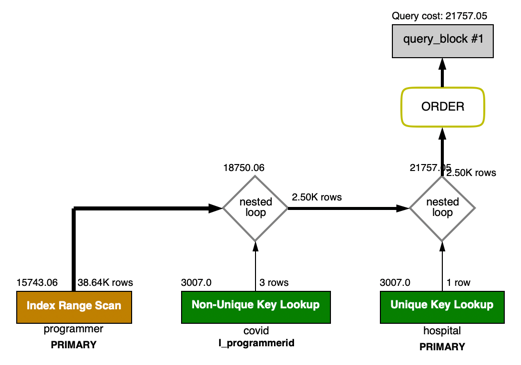 Query cost: 21757.05
query_block #1
ORDER
18750.06
21757.05
2.50K rows
nested
loop
2.50K rows
nested
loop
15743.06
38.64K rows
3007.0
3 rows
3007.0
1 row
Index Range Scan
Non-Unique Key Lookup
Unique Key Lookup
programmer
covid
hospital
PRIMARY
I_programmerid
PRIMARY